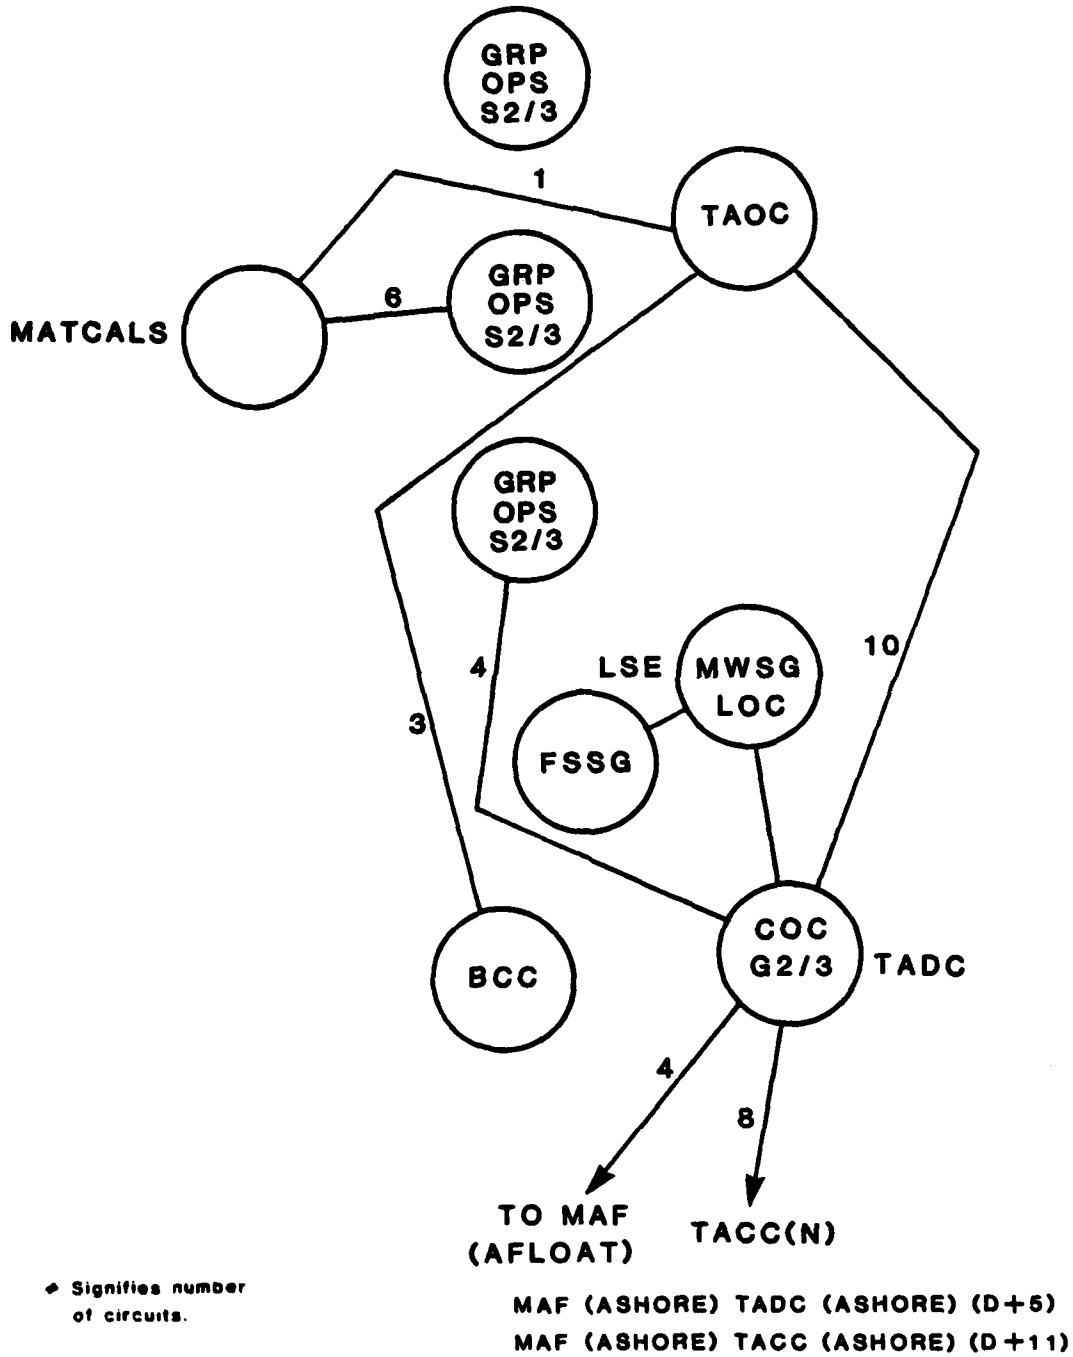 GRP
OPS
S2/3
1
TAOC
GRP
OPS
S2/3
6
MATCALS
GRP
OPS
S2/3
10
4
LSE
MWSG
LOC
3
FSSG
COC
G2/3
TADC
BCC
4
8
TO MAF
(AFLOAT)
TACC(N)
Signifies number
of circuits.
MAF (ASHORE) TADC (ASHORE) (D+5)
MAF (ASHORE) TACC (ASHORE) (D+11)